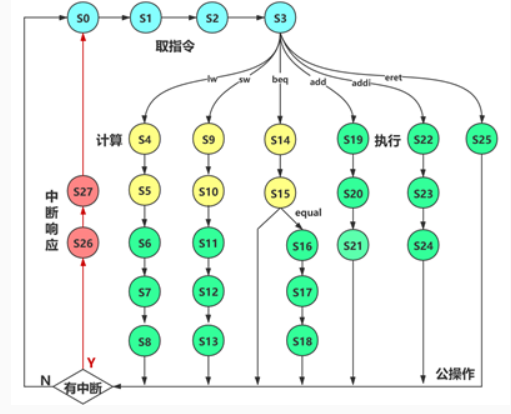 S0 S1 S2 S3
取指令
lw sw beq add addi eret
计算 S4 S9 S14 S19 执行 S22 S25
S27 S5 S10 S15 S20 S23
中断响应
equal
S26 S6 S11 S16 S21 S24
S7 S12 S17
S8 S13 S18
Y
公操作
N 有中断